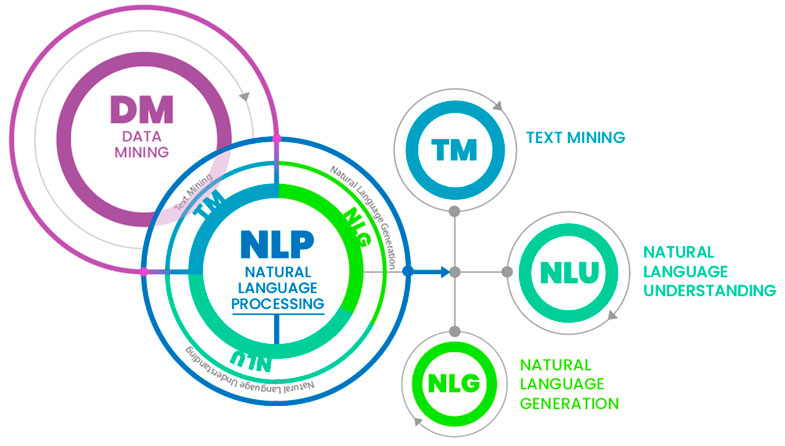 DM
DATA
MINING
Text Mining
TM
Natural Language Generation
NLG
NLP
NATURAL
LANGUAGE
PROCESSING
NLU
Natural Language Understanding
TM
TEXT MINING
NLU
NATURAL
LANGUAGE
UNDERSTANDING
NLG
NATURAL
LANGUAGE
GENERATION